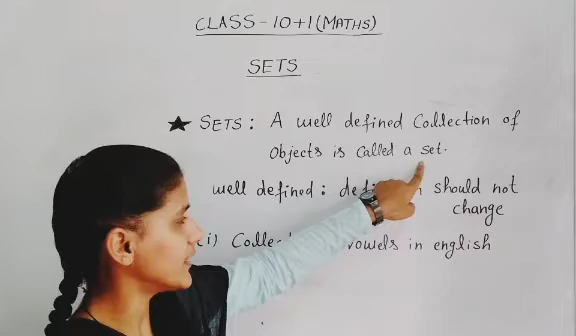 CLASS-10+1(MATHS)
SETS
★ SETS: A well defined Collection of
Objects is called a set.
well defined: should not
change
(i) vowels in english